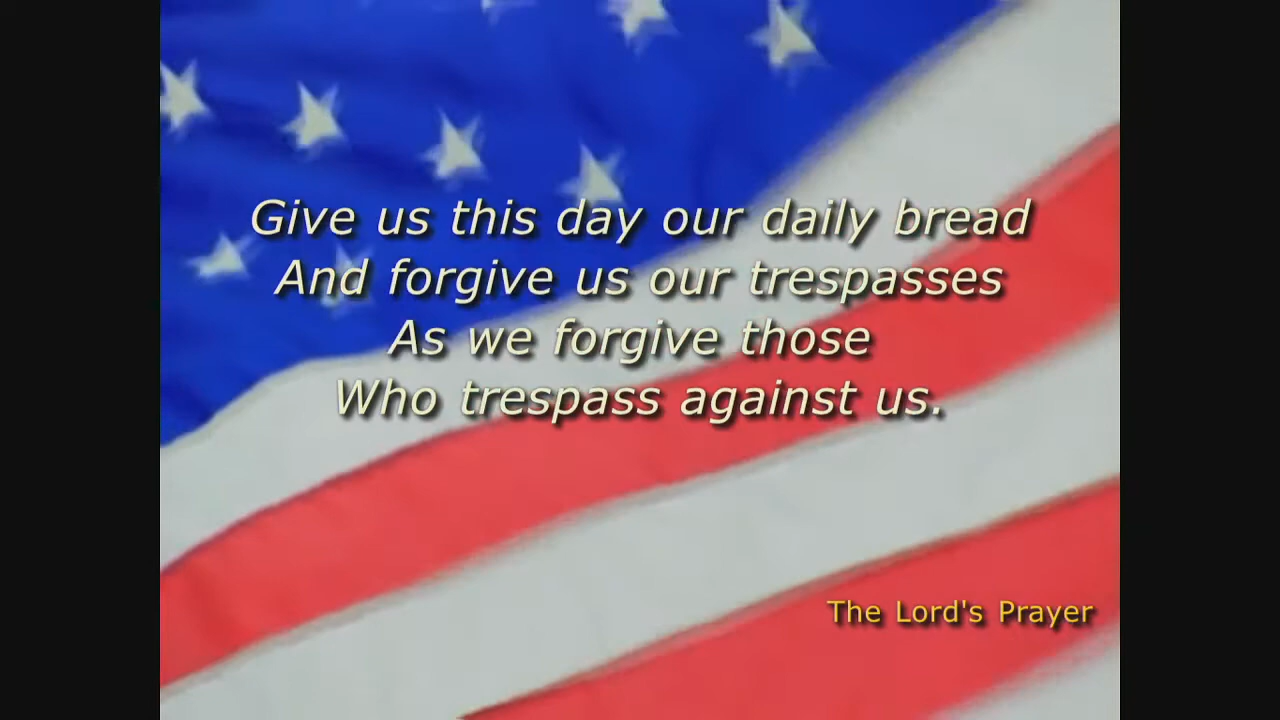 Give us this day our daily bread
And forgive us our trespasses
As we forgive those
Who trespass against us.
The Lord's Prayer